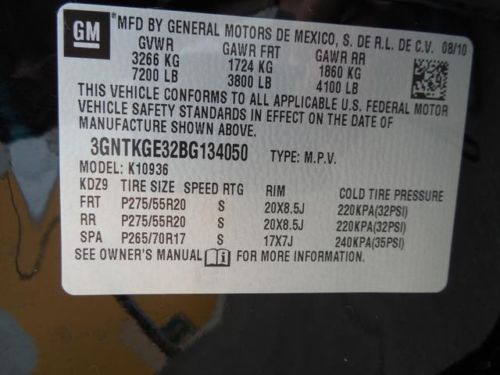 GM
MFD BY GENERAL MOTORS DE MEXICO, S. DE R.L. DE C.V. 08/10
GVWR GAWR FRT GAWR RR
3266 KG 1724 KG 1860 KG
7200 LB 3800 LB 4100 LB
THIS VEHICLE CONFORMS TO ALL APPLICABLE U.S. FEDERAL MOTOR
VEHICLE SAFETY STANDARDS IN EFFECT ON THE DATE OF
MANUFACTURE SHOWN ABOVE.
3GNTKGE32BG134050 TYPE: M.P.V.
MODEL: K10936
KDZ9 TIRE SIZE SPEED RTG RIM COLD TIRE PRESSURE
FRT P275/55R20 S 20X8.5J 220KPA(32PSI)
RR P275/55R20 S 20X8.5J 220KPA(32PSI)
SPA P265/70R17 S 17X7J 240KPA(35PSI)
SEE OWNER'S MANUAL FOR MORE INFORMATION.